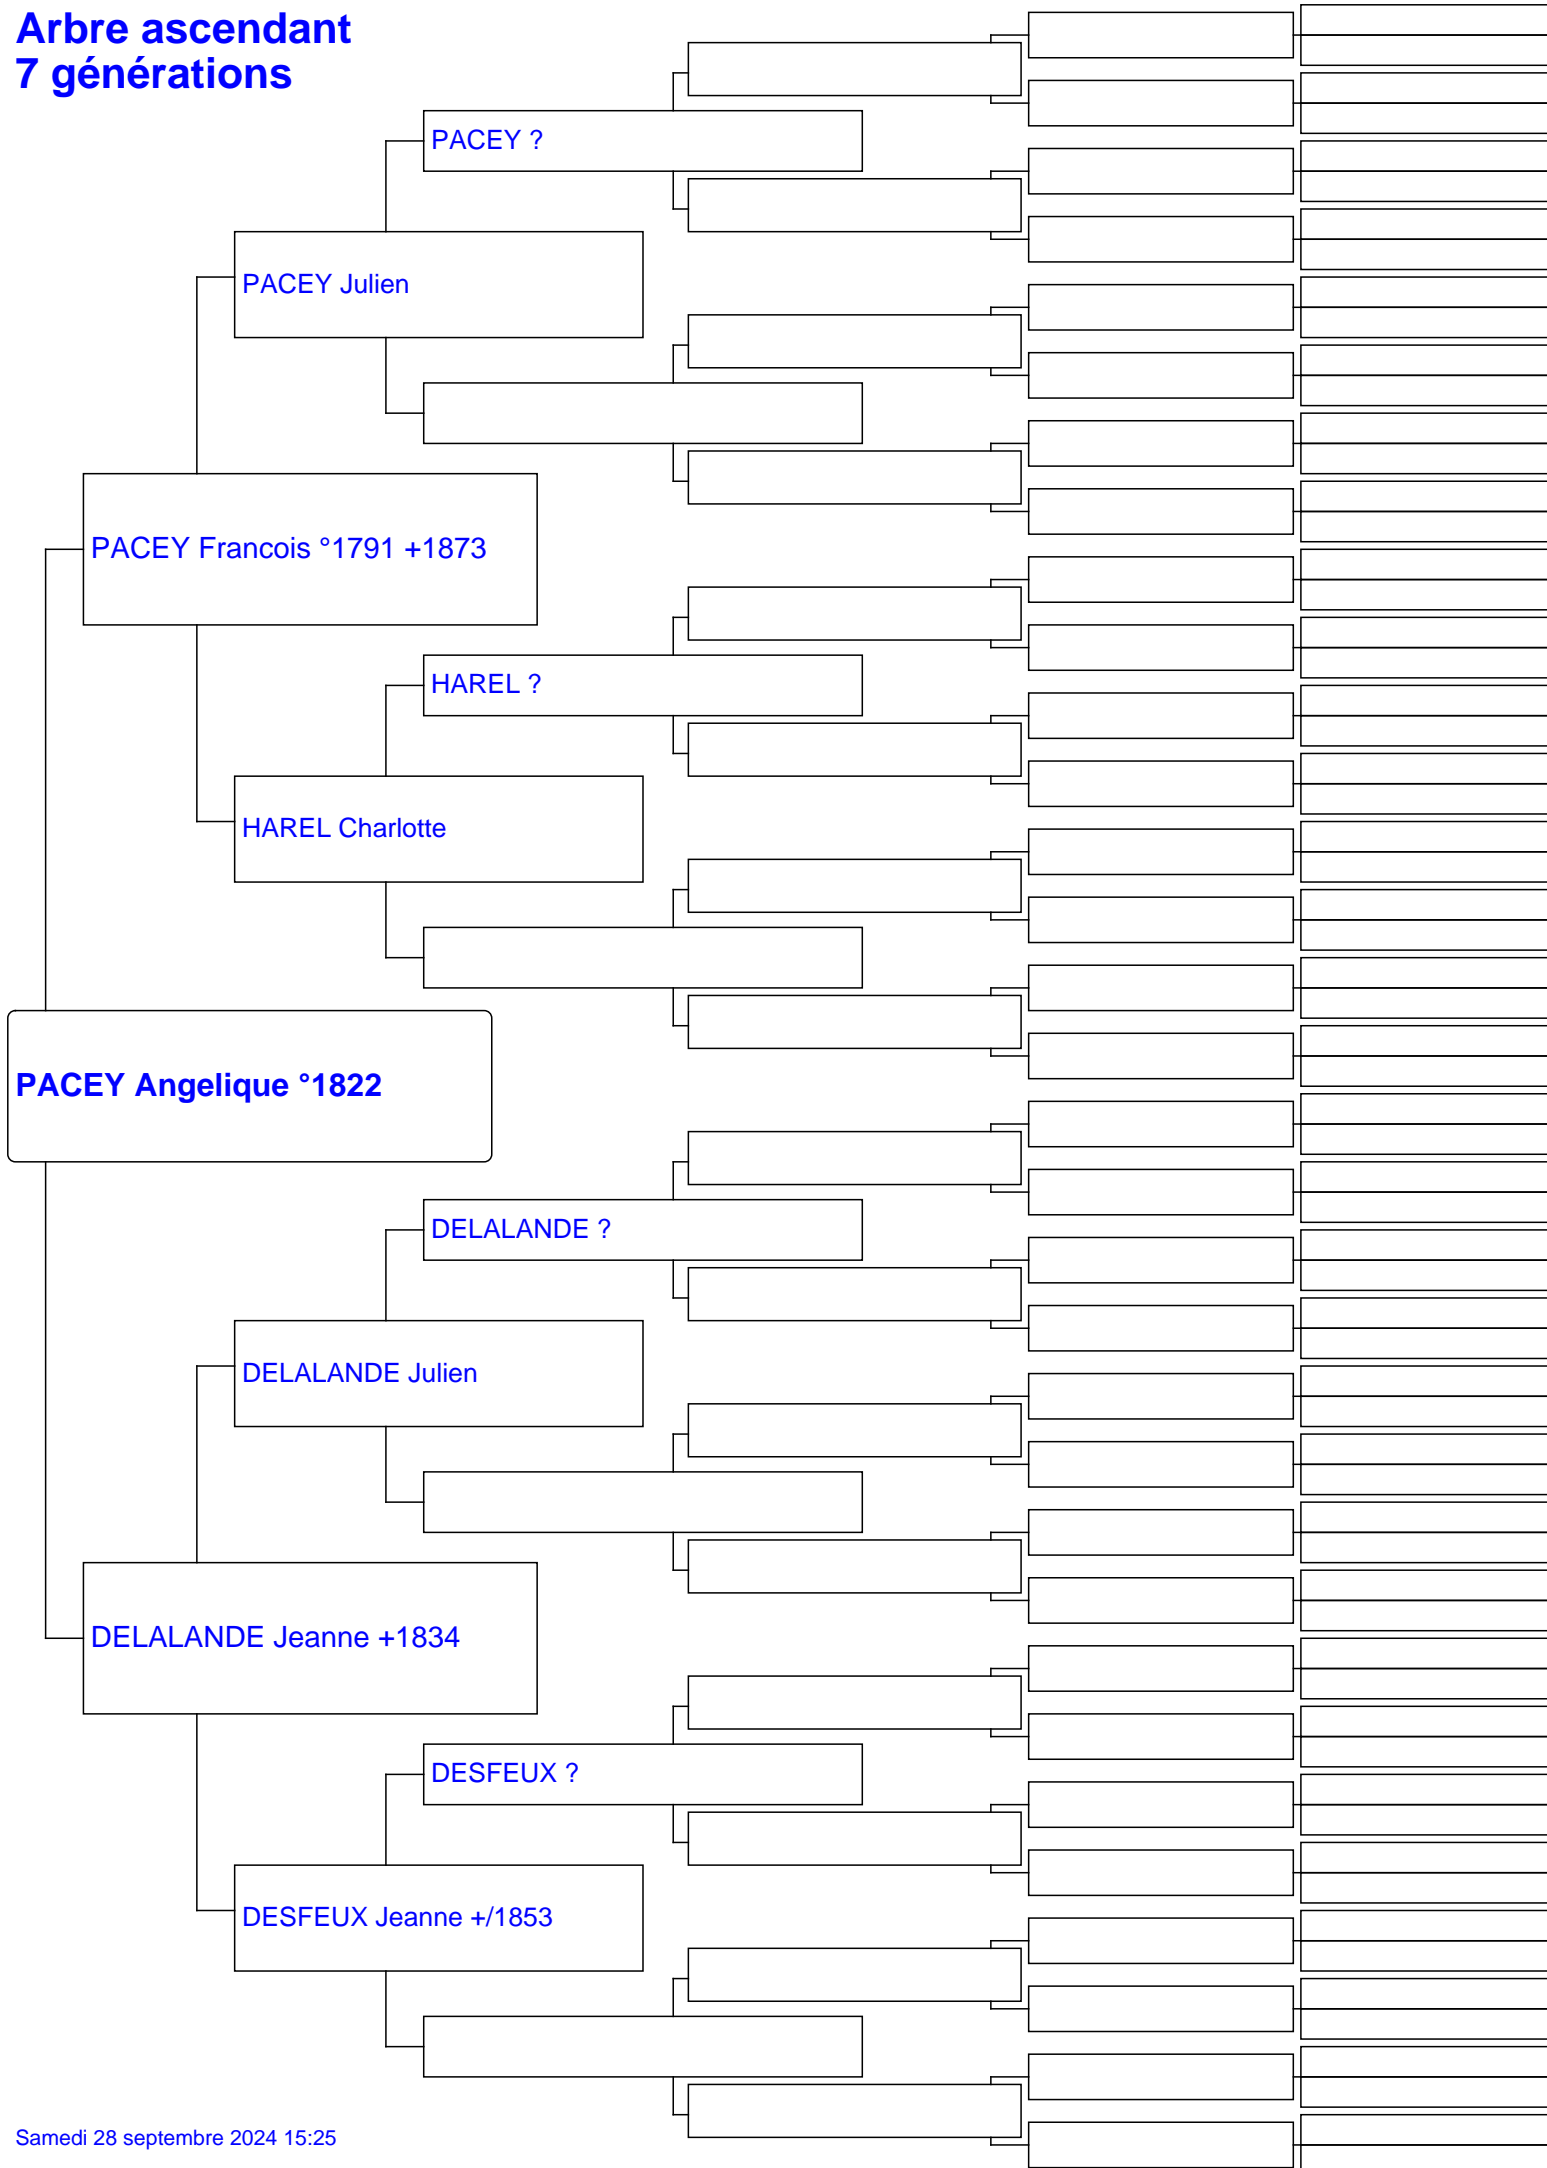 Arbre ascendant
7 générations
PACEY ?
PACEY Julien
PACEY Francois °1791 +1873
HAREL ?
HAREL Charlotte
PACEY Angelique °1822
DELALANDE ?
DELALANDE Julien
DELALANDE Jeanne +1834
DESFEUX ?
DESFEUX Jeanne +/1853
Samedi 28 septembre 2024 15:25